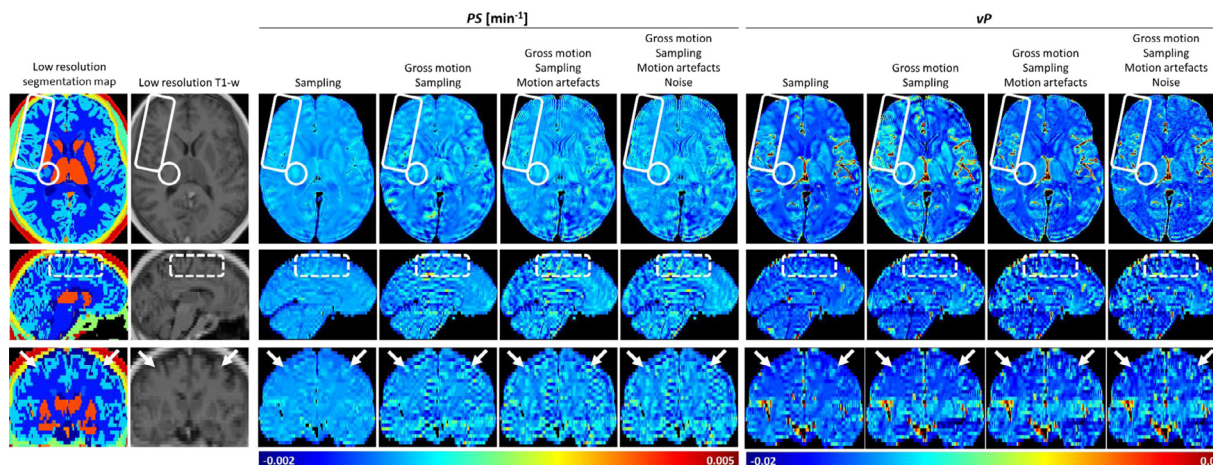 PS [min-1]
vP
Low resolution
segmentation map
Low resolution T1-w
Sampling
Gross motion
Sampling
Gross motion
Sampling
Motion artefacts
Gross motion
Sampling
Motion artefacts
Noise
Sampling
Gross motion
Sampling
Gross motion
Sampling
Motion artefacts
Gross motion
Sampling
Motion artefacts
Noise
-0.002
0.005
-0.02